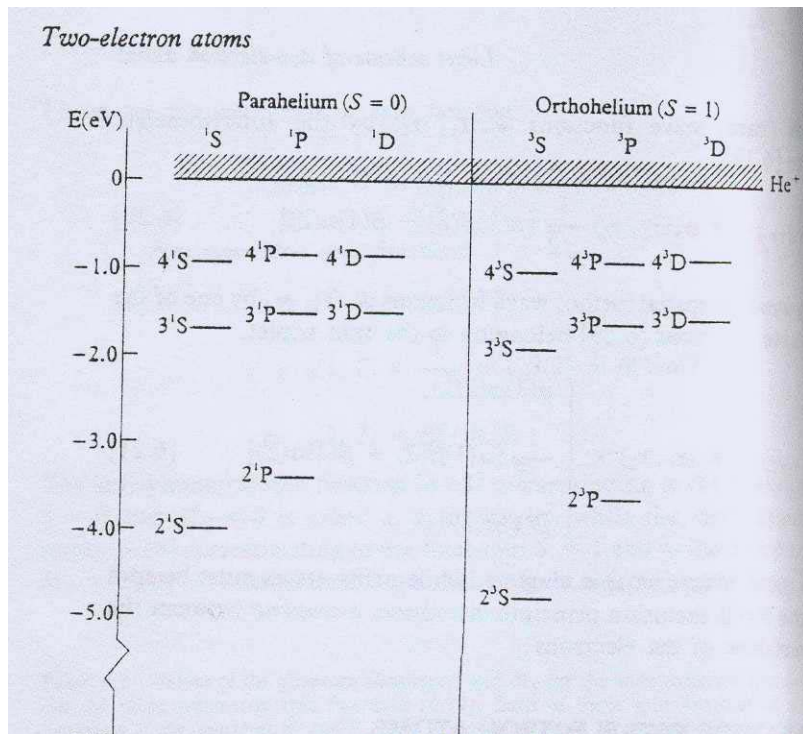 Two-electron atoms
Parahelium (S = 0)
Orthohelium (S = 1)
E(eV)
¹S
¹P
¹D
³S
³P
³D
0
He⁺
4¹S
4¹P
4¹D
4³S
4³P
4³D
−1.0
3¹S
3¹P
3¹D
3³S
3³P
3³D
−2.0
−3.0
2¹P
2³P
−4.0
2¹S
2³S
−5.0